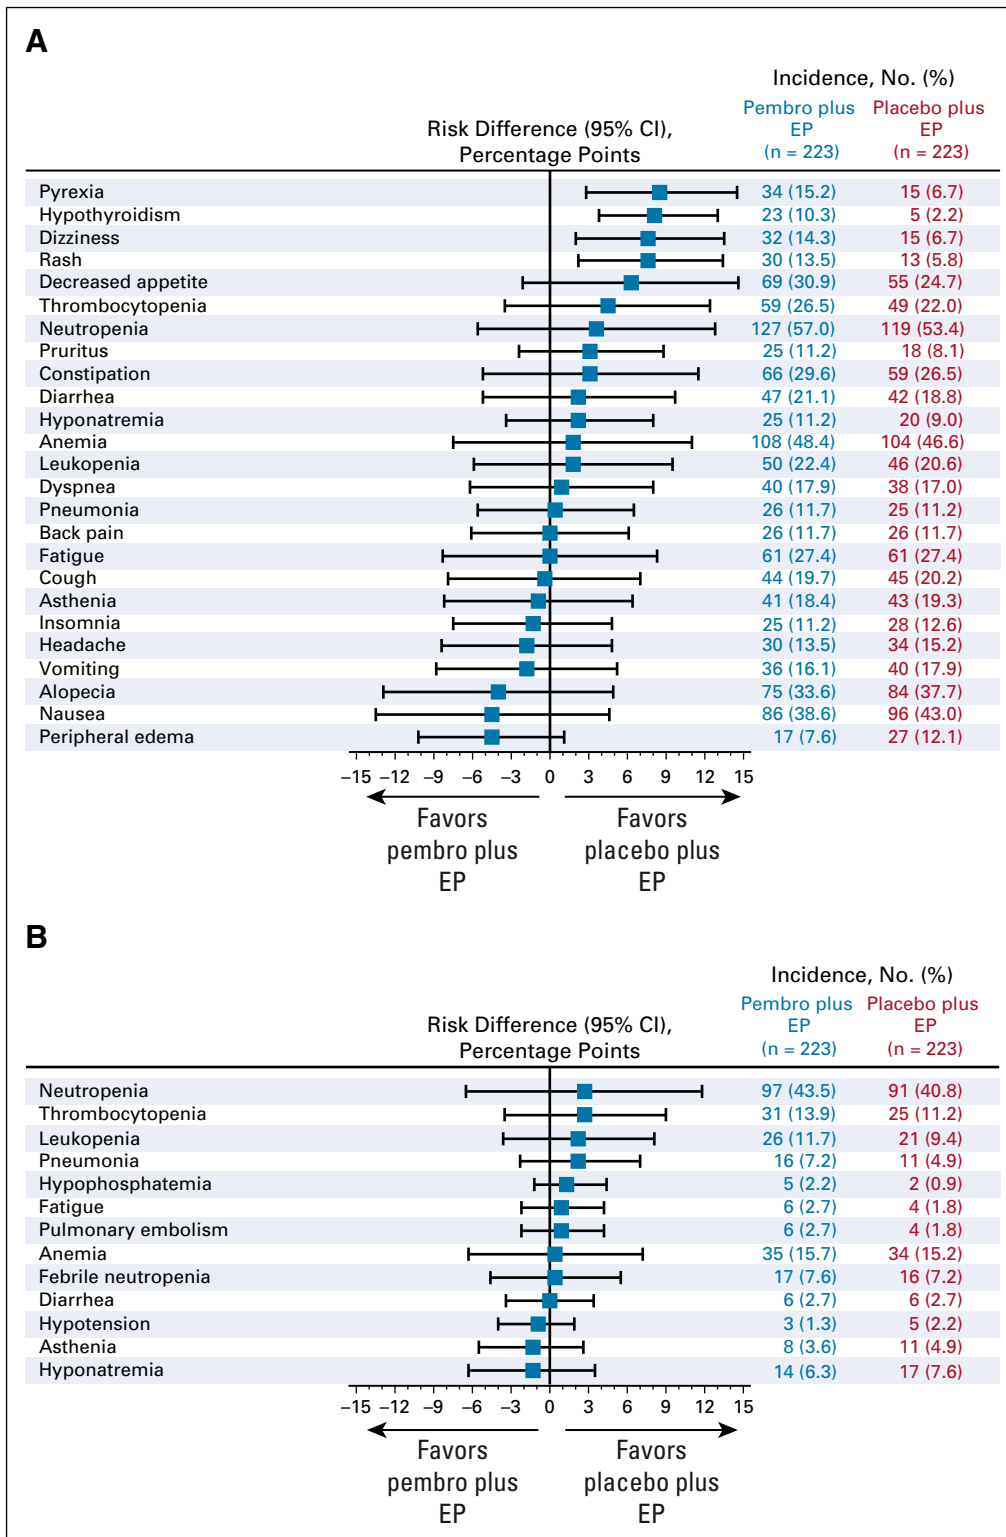 A
Incidence, No. (%)
Risk Difference (95% CI),
Percentage Points
Pembro plus
EP
(n = 223)
Placebo plus
EP
(n = 223)
Pyrexia 34 (15.2) 15 (6.7)
Hypothyroidism 23 (10.3) 5 (2.2)
Dizziness 32 (14.3) 15 (6.7)
Rash 30 (13.5) 13 (5.8)
Decreased appetite 69 (30.9) 55 (24.7)
Thrombocytopenia 59 (26.5) 49 (22.0)
Neutropenia 127 (57.0) 119 (53.4)
Pruritus 25 (11.2) 18 (8.1)
Constipation 66 (29.6) 59 (26.5)
Diarrhea 47 (21.1) 42 (18.8)
Hyponatremia 25 (11.2) 20 (9.0)
Anemia 108 (48.4) 104 (46.6)
Leukopenia 50 (22.4) 46 (20.6)
Dyspnea 40 (17.9) 38 (17.0)
Pneumonia 26 (11.7) 25 (11.2)
Back pain 26 (11.7) 26 (11.7)
Fatigue 61 (27.4) 61 (27.4)
Cough 44 (19.7) 45 (20.2)
Asthenia 41 (18.4) 43 (19.3)
Insomnia 25 (11.2) 28 (12.6)
Headache 30 (13.5) 34 (15.2)
Vomiting 36 (16.1) 40 (17.9)
Alopecia 75 (33.6) 84 (37.7)
Nausea 86 (38.6) 96 (43.0)
Peripheral edema 17 (7.6) 27 (12.1)
–15 –12 –9 –6 –3 0 3 6 9 12 15
Favors
pembro plus
EP
Favors
placebo plus
EP
B
Incidence, No. (%)
Risk Difference (95% CI),
Percentage Points
Pembro plus
EP
(n = 223)
Placebo plus
EP
(n = 223)
Neutropenia 97 (43.5) 91 (40.8)
Thrombocytopenia 31 (13.9) 25 (11.2)
Leukopenia 26 (11.7) 21 (9.4)
Pneumonia 16 (7.2) 11 (4.9)
Hypophosphatemia 5 (2.2) 2 (0.9)
Fatigue 6 (2.7) 4 (1.8)
Pulmonary embolism 6 (2.7) 4 (1.8)
Anemia 35 (15.7) 34 (15.2)
Febrile neutropenia 17 (7.6) 16 (7.2)
Diarrhea 6 (2.7) 6 (2.7)
Hypotension 3 (1.3) 5 (2.2)
Asthenia 8 (3.6) 11 (4.9)
Hyponatremia 14 (6.3) 17 (7.6)
–15 –12 –9 –6 –3 0 3 6 9 12 15
Favors
pembro plus
EP
Favors
placebo plus
EP